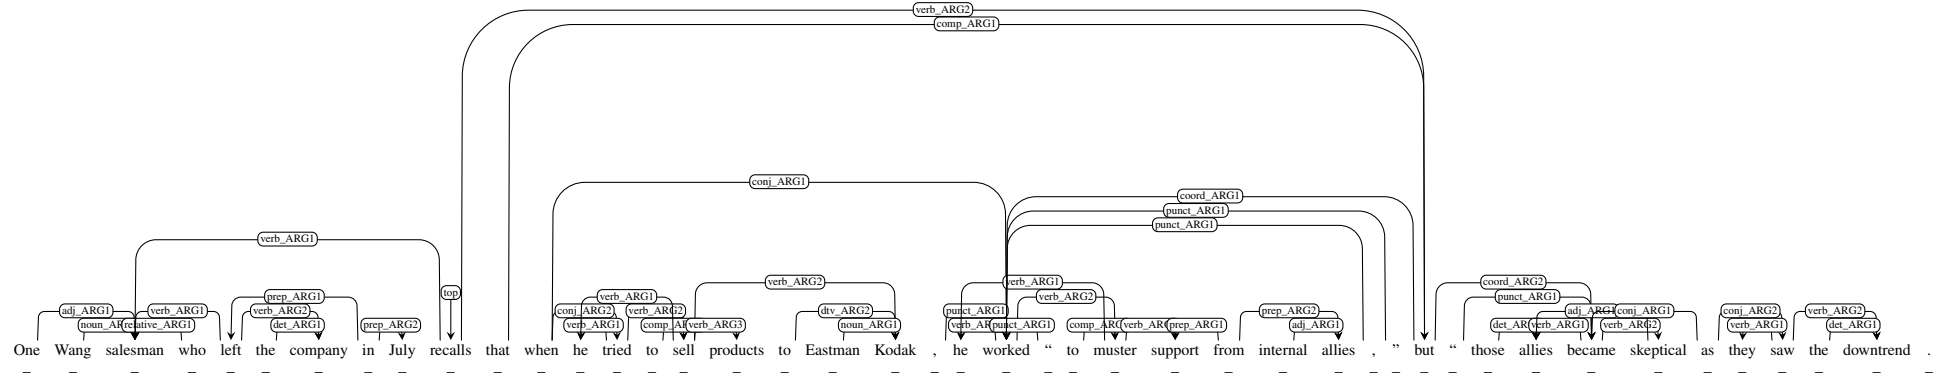 verb_ARG2
comp_ARG1
conj_ARG1
coord_ARG1
punct_ARG1
punct_ARG1
verb_ARG1
verb_ARG2 verb_ARG1 coord_ARG2
top
prep_ARG1 verb_ARG1 verb_ARG2 punct_ARG1
adj_ARG1 verb_ARG1 verb_ARG2 conj_ARG2 verb_ARG2 dtv_ARG2 punct_ARG1 prep_ARG2 adj_ARG1 conj_ARG1 conj_ARG2 verb_ARG2
relative_ARG1 det_ARG1 prep_ARG2 verb_ARG1 verb_ARG3 noun_ARG1 punct_ARG1 prep_ARG1 adj_ARG1 verb_ARG1 verb_ARG2 verb_ARG1 det_ARG1
One Wang salesman who left the company in July recalls that when he tried to sell products to Eastman Kodak , he worked “ to muster support from internal allies , ” but “ those allies became skeptical as they saw the downtrend .